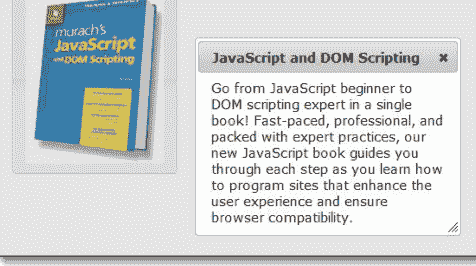 murach's
JavaScript
and DOM Scripting
JavaScript and DOM Scripting
Go from JavaScript beginner to
DOM scripting expert in a single
book! Fast-paced, professional, and
packed with expert practices, our
new JavaScript book guides you
through each step as you learn how
to program sites that enhance the
user experience and ensure
browser compatibility.